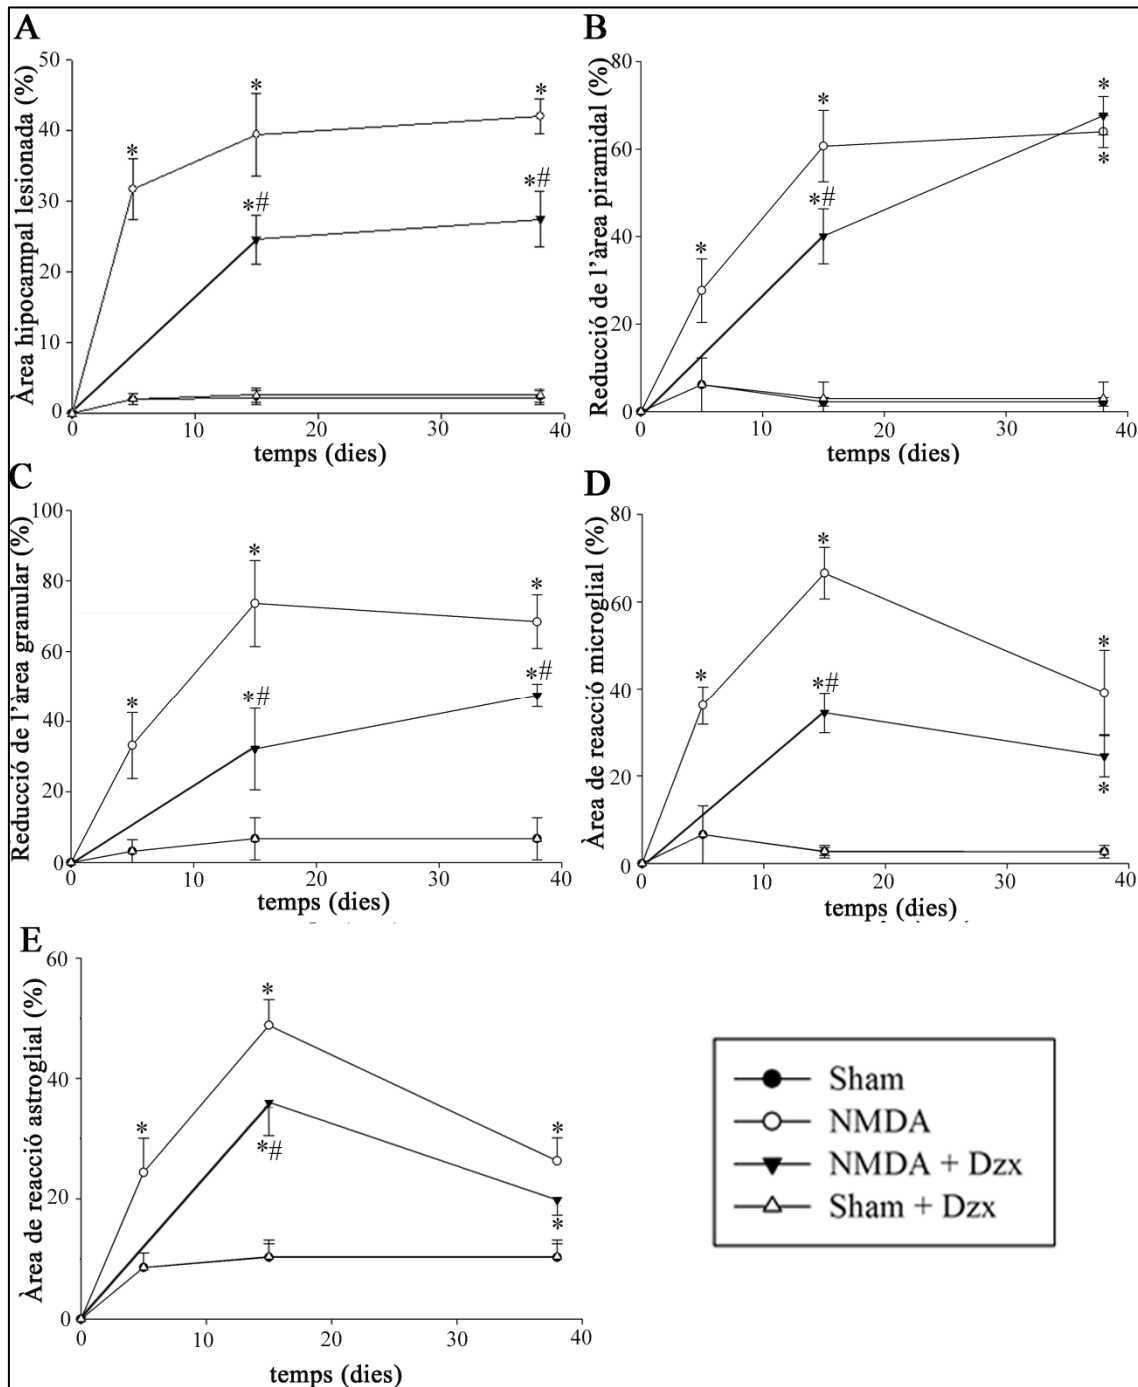 A
Àrea hipocampal lesionada (%)
50
40
30
20
10
0
*
*
*
*#
*#
0 10 20 30 40
temps (dies)
B
Reducció de l'àrea piramidal (%)
80
60
40
20
0
*
*
*
*#
*
0 10 20 30 40
temps (dies)
C
Reducció de l'àrea granular (%)
100
80
60
40
20
0
*
*
*
*#
*#
0 10 20 30 40
temps (dies)
D
Àrea de reacció microglial (%)
80
60
40
20
0
*
*
*
*#
*
0 10 20 30 40
temps (dies)
E
Àrea de reacció astroglial (%)
60
40
20
0
*
*
*
*#
*
0 10 20 30 40
temps (dies)
Sham
NMDA
NMDA + Dzx
Sham + Dzx